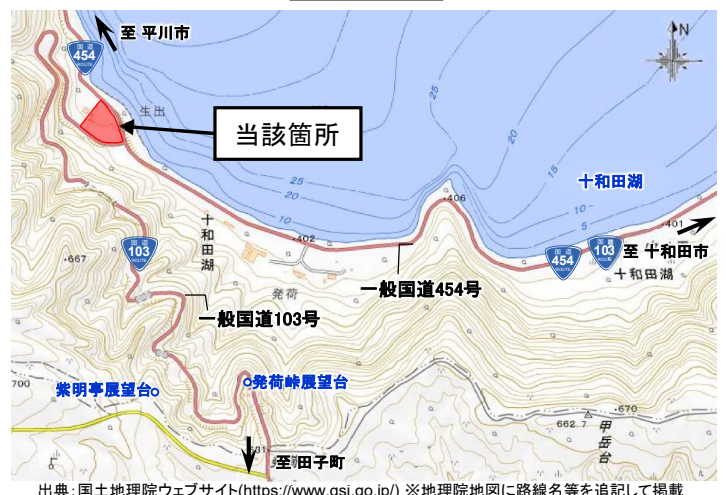 至 平川市
N
国道
454
ROUTE
生出
当該箇所
25
20
15
十和田湖
406
25
20
15
10
5
401
10
国道
103
ROUTE
667
十和田湖
402
国道
454
ROUTE
国道
103
至 十和田市
十和田湖
発荷
一般国道454号
一般国道103号
発荷峠展望台
紫明亭展望台
700
670
662.7
甲岳台
631
至田子町
出典:国土地理院ウェブサイト(https://www.gsi.go.jp/) ※地理院地図に路線名等を追記して掲載